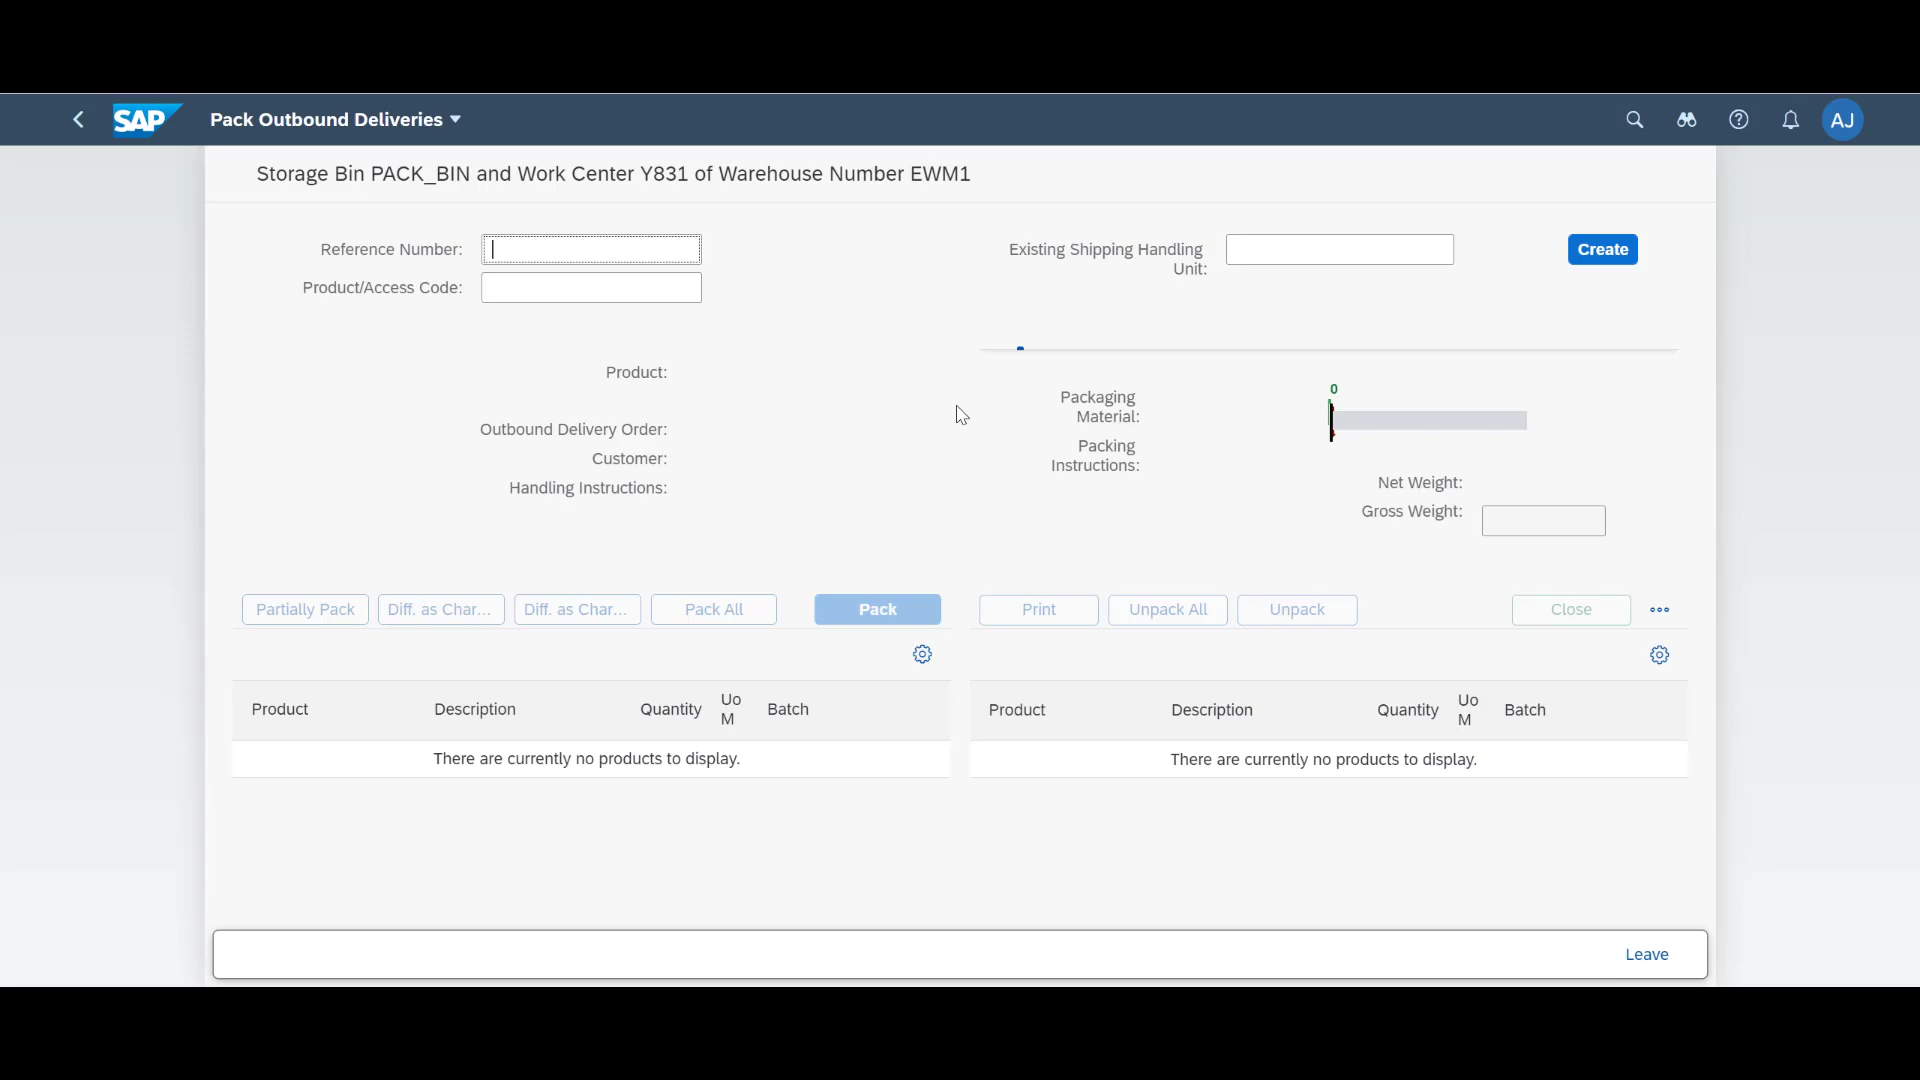 SAP
Pack Outbound Deliveries
AJ
Storage Bin PACK_BIN and Work Center Y831 of Warehouse Number EWM1
Reference Number:
Product/Access Code:
Existing Shipping Handling
Unit:
Create
Product:
Outbound Delivery Order:
Customer:
Handling Instructions:
Packaging
Material:
Packing
Instructions:
0
Net Weight:
Gross Weight:
Partially Pack
Diff. as Char...
Diff. as Char...
Pack All
Pack
Print
Unpack All
Unpack
Close
Product
Description
Quantity
Uo
M
Batch
There are currently no products to display.
Product
Description
Quantity
Uo
M
Batch
There are currently no products to display.
Leave